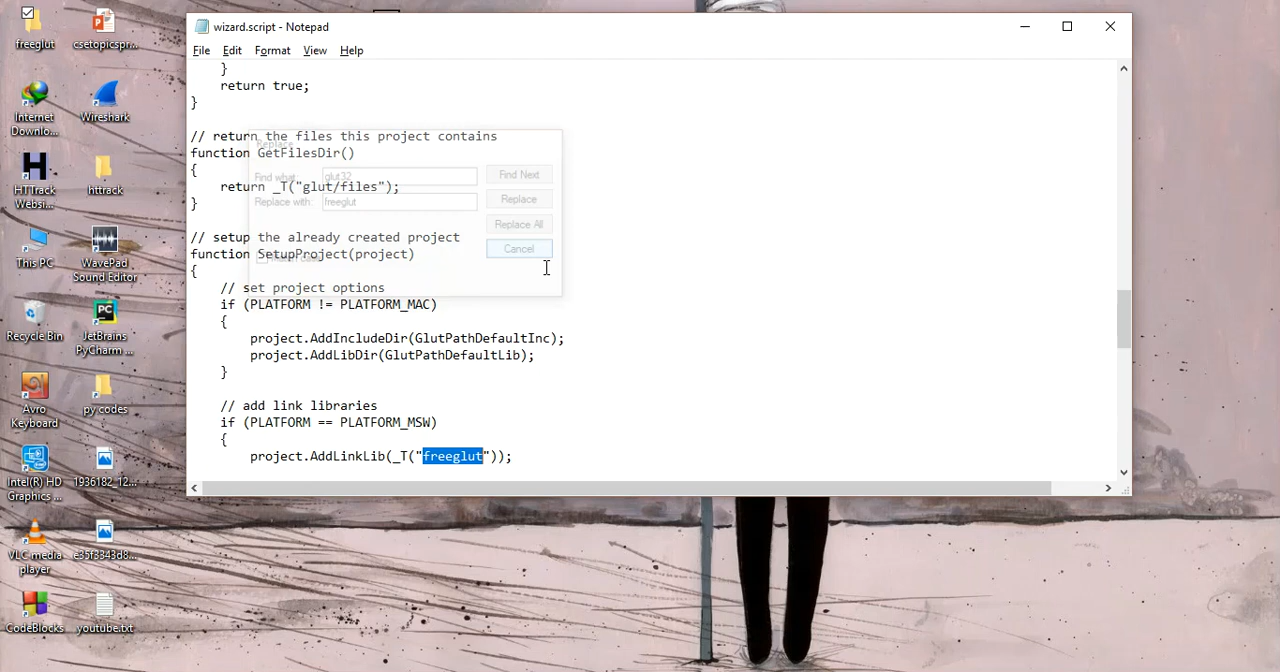 freeglut
csetopicspr...
Internet
Downlo...
Wireshark
HTTrack
Websi...
httrack
This PC
WavePad
Sound Editor
Recycle Bin
JetBrains
PyCharm ...
Avro
Keyboard
py codes
Intel(R) HD
Graphics ...
1936182_12...
VLC media
player
e35f3343d8...
CodeBlocks
youtube.txt
wizard.script - Notepad
File Edit Format View Help
}
return true;
}
// return the files this project contains
function GetFilesDir()
{
return _T("glut/files");
}
// setup the already created project
function SetupProject(project)
{
// set project options
if (PLATFORM != PLATFORM_MAC)
{
project.AddIncludeDir(GlutPathDefaultInc);
project.AddLibDir(GlutPathDefaultLib);
}
// add link libraries
if (PLATFORM == PLATFORM_MSW)
{
project.AddLinkLib(_T("freeglut"));
Replace
Find what: glut32 Find Next
Replace with: freeglut Replace
Replace All
Cancel